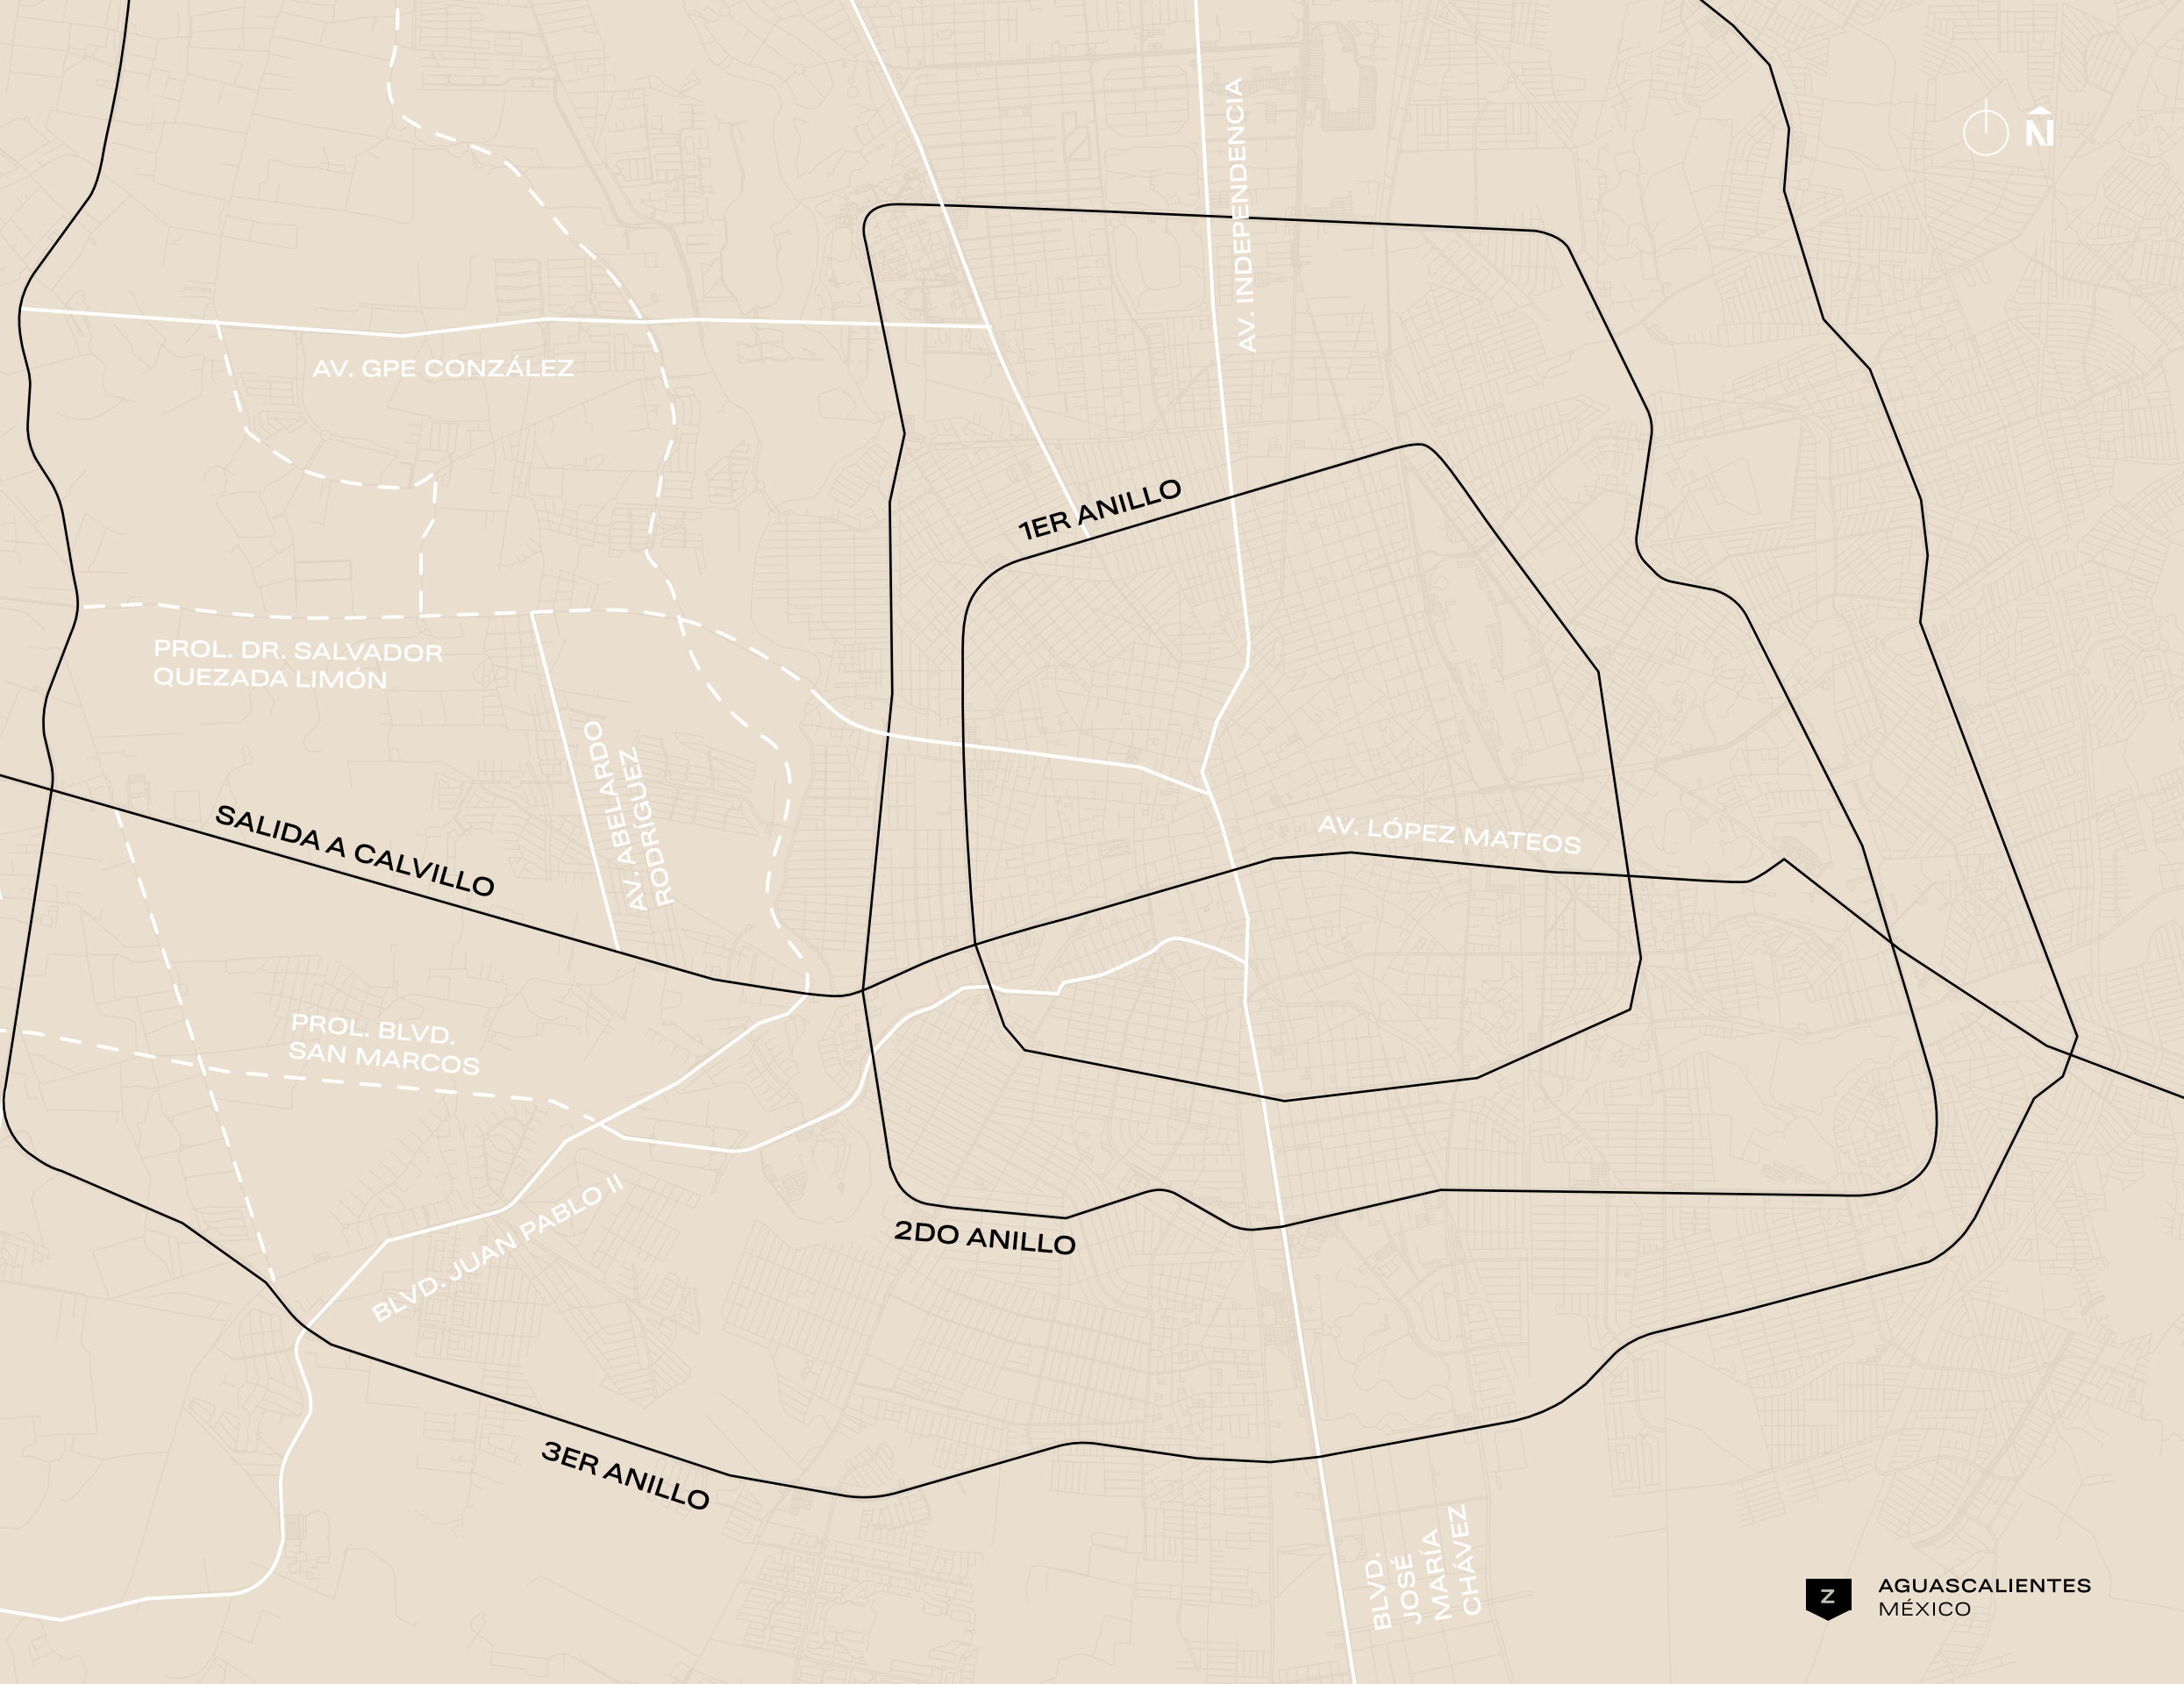 N
AV. INDEPENDENCIA
AV. GPE CONZÁLEZ
1ER ANILLO
PROL. DR. SALVADOR
QUEZADA LIMÓN
AV. ABELARDO
RODRÍGUEZ
SALIDA A CALVILLO
AV. LÓPEZ MATEOS
PROL. BLVD.
SAN MARCOS
BLVD. JUAN PABLO II
2DO ANILLO
3ER ANILLO
BLVD.
JOSÉ
MARÍA
CHÁVEZ
Z
AGUASCALIENTES
MÉXICO